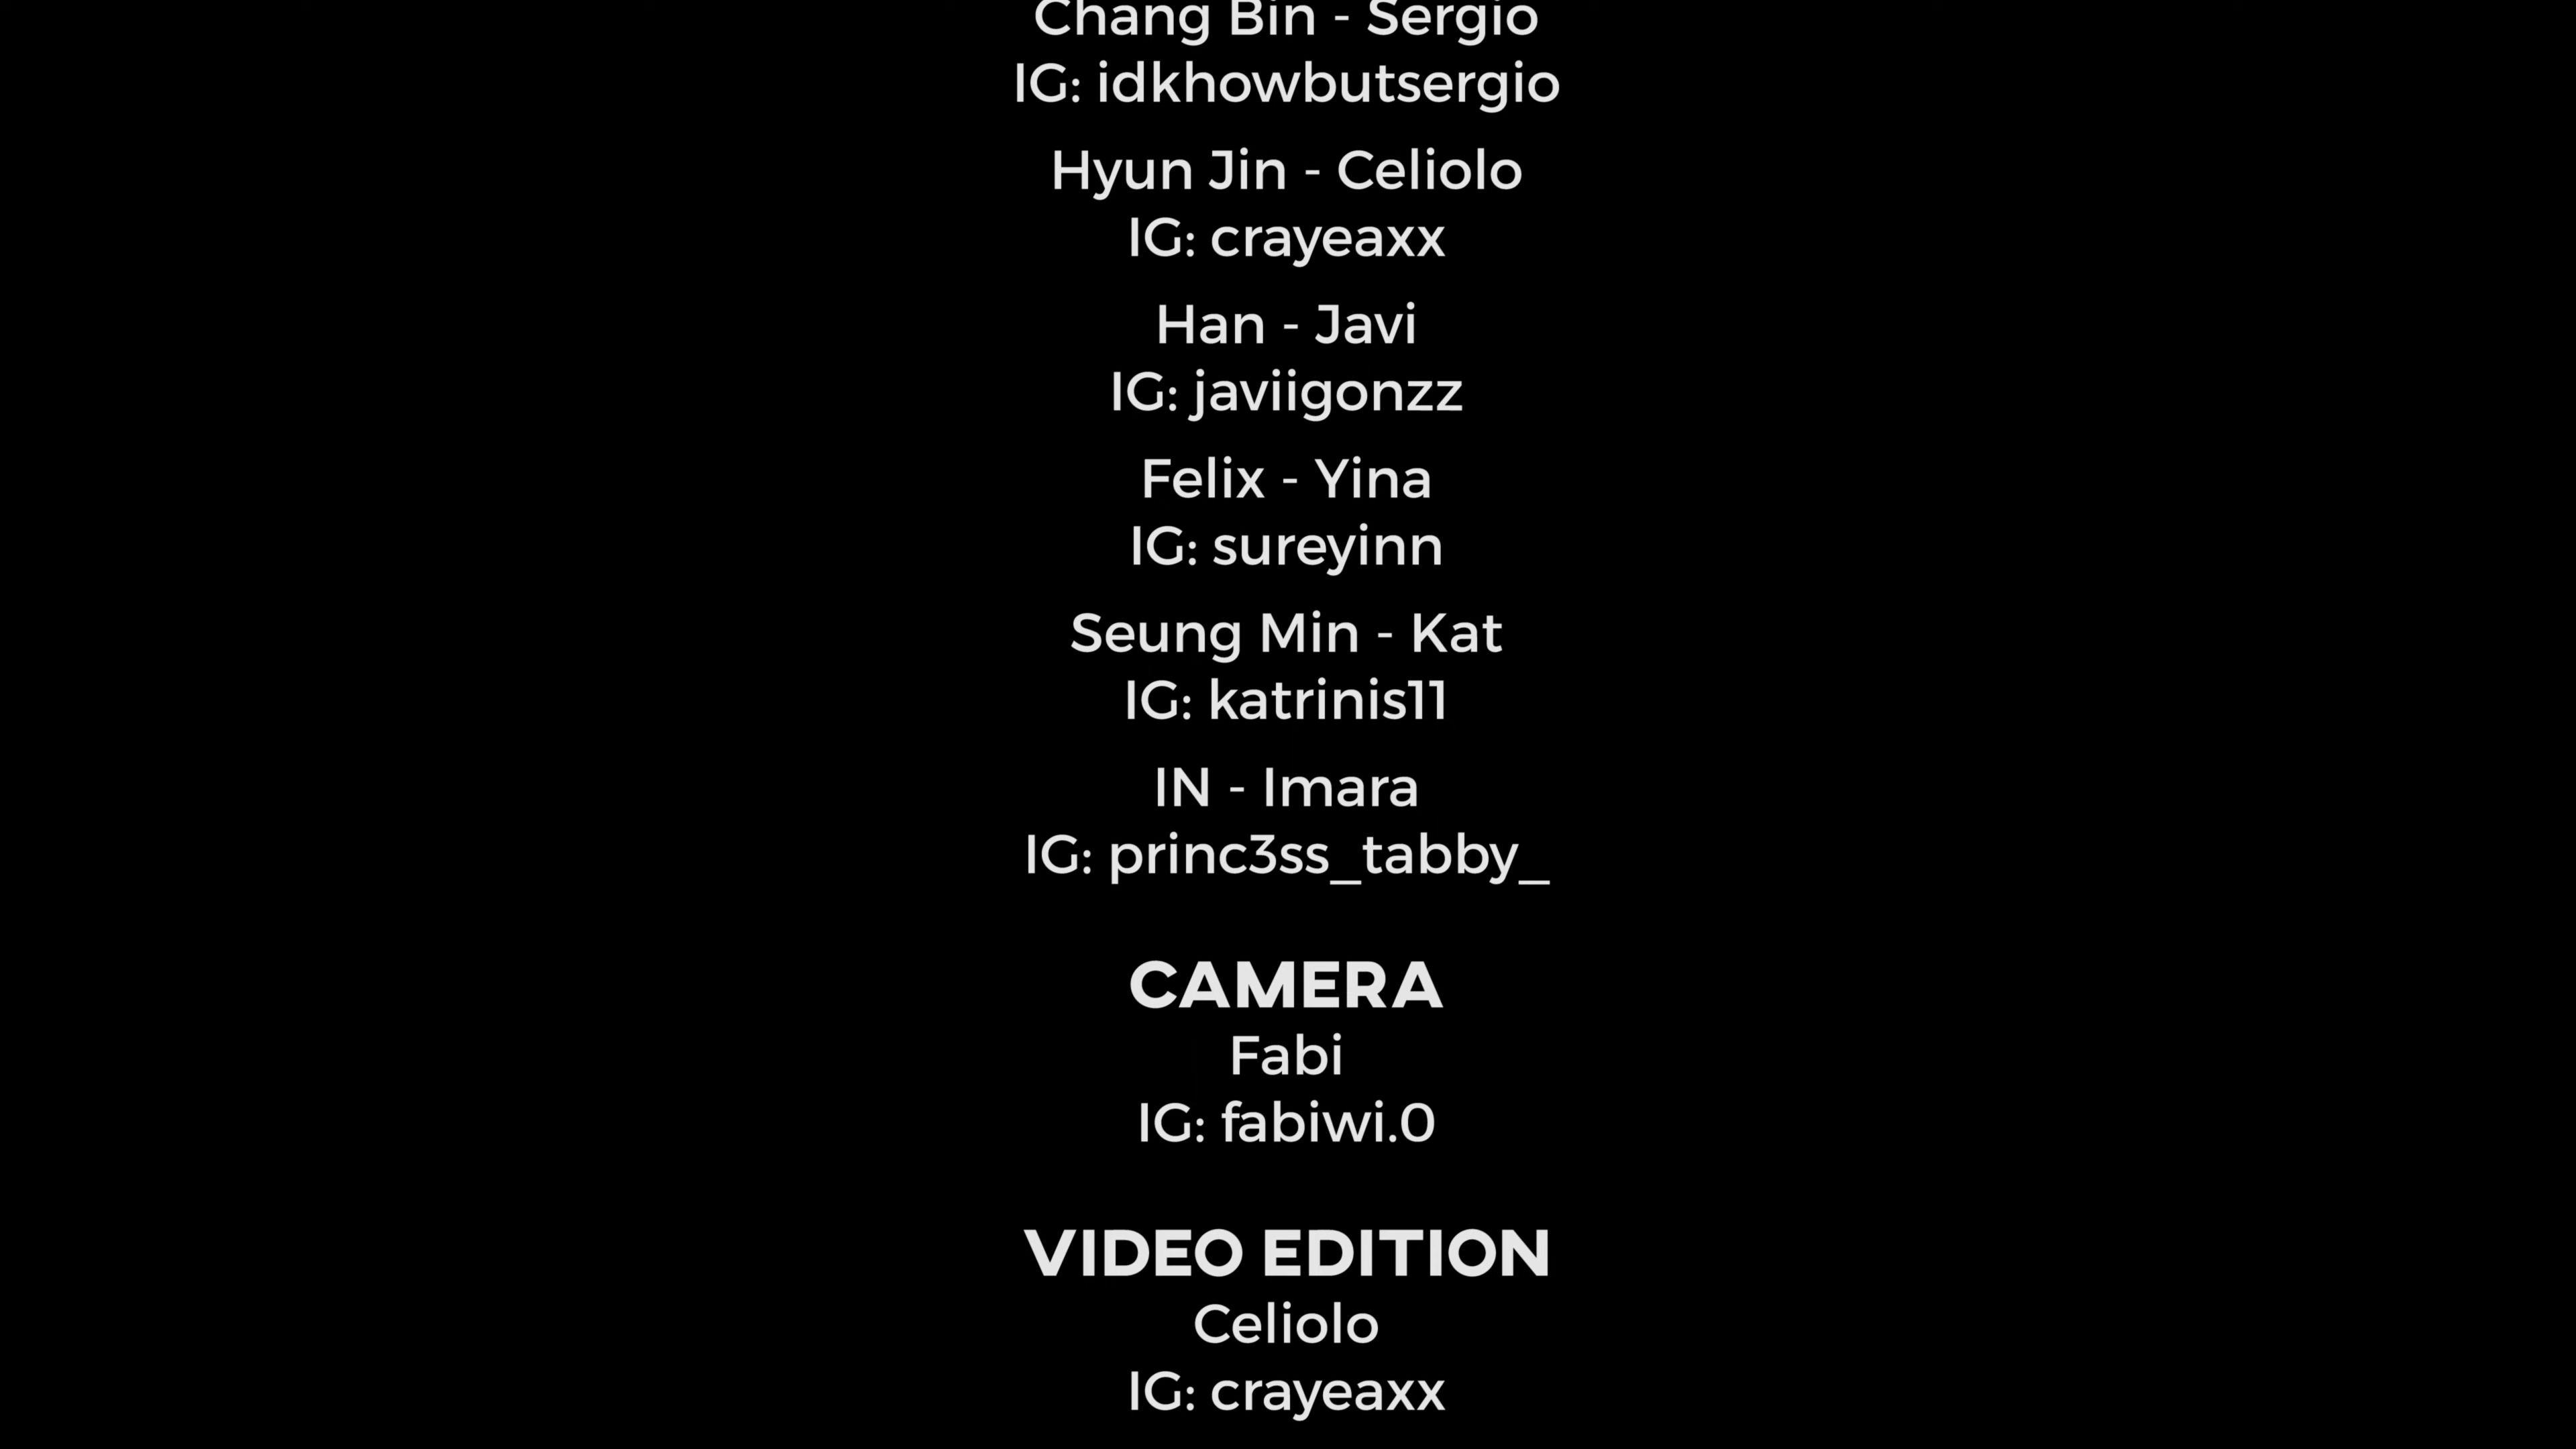 Chang Bin - Sergio
IG: idkhowbutsergio
Hyun Jin - Celiolo
IG: crayeaxx
Han - Javi
IG: javiigonzz
Felix - Yina
IG: sureyinn
Seung Min - Kat
IG: katrinis11
IN - Imara
IG: princ3ss_tabby_
CAMERA
Fabi
IG: fabiwi.0
VIDEO EDITION
Celiolo
IG: crayeaxx